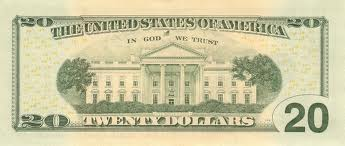 20 THE UNITED STATES OF AMERICA 20
IN GOD WE TRUST
20 TWENTY DOLLARS 20